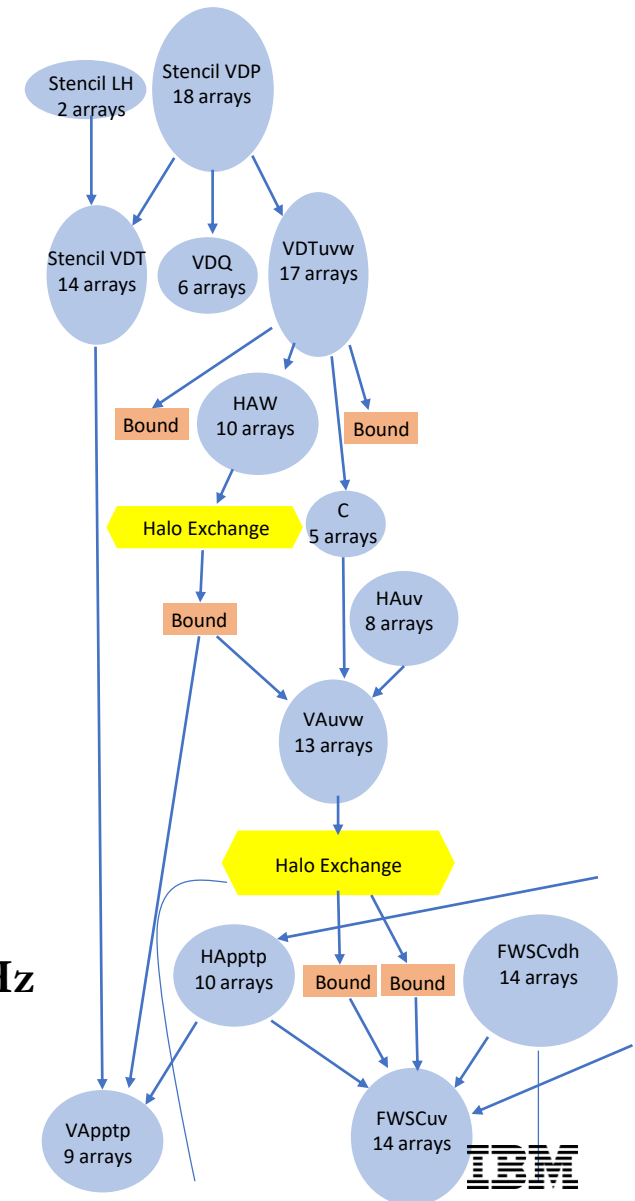 Stencil LH
2 arrays
Stencil VDP
18 arrays
Stencil VDT
14 arrays
VDQ
6 arrays
VDTuvw
17 arrays
Bound
HAW
10 arrays
Bound
Halo Exchange
C
5 arrays
HAuv
8 arrays
Bound
VAuvw
13 arrays
Halo Exchange
HApptp
10 arrays
Bound
Bound
FWSCvdh
14 arrays
Hz
VApptp
9 arrays
FWSCuv
14 arrays
IBM